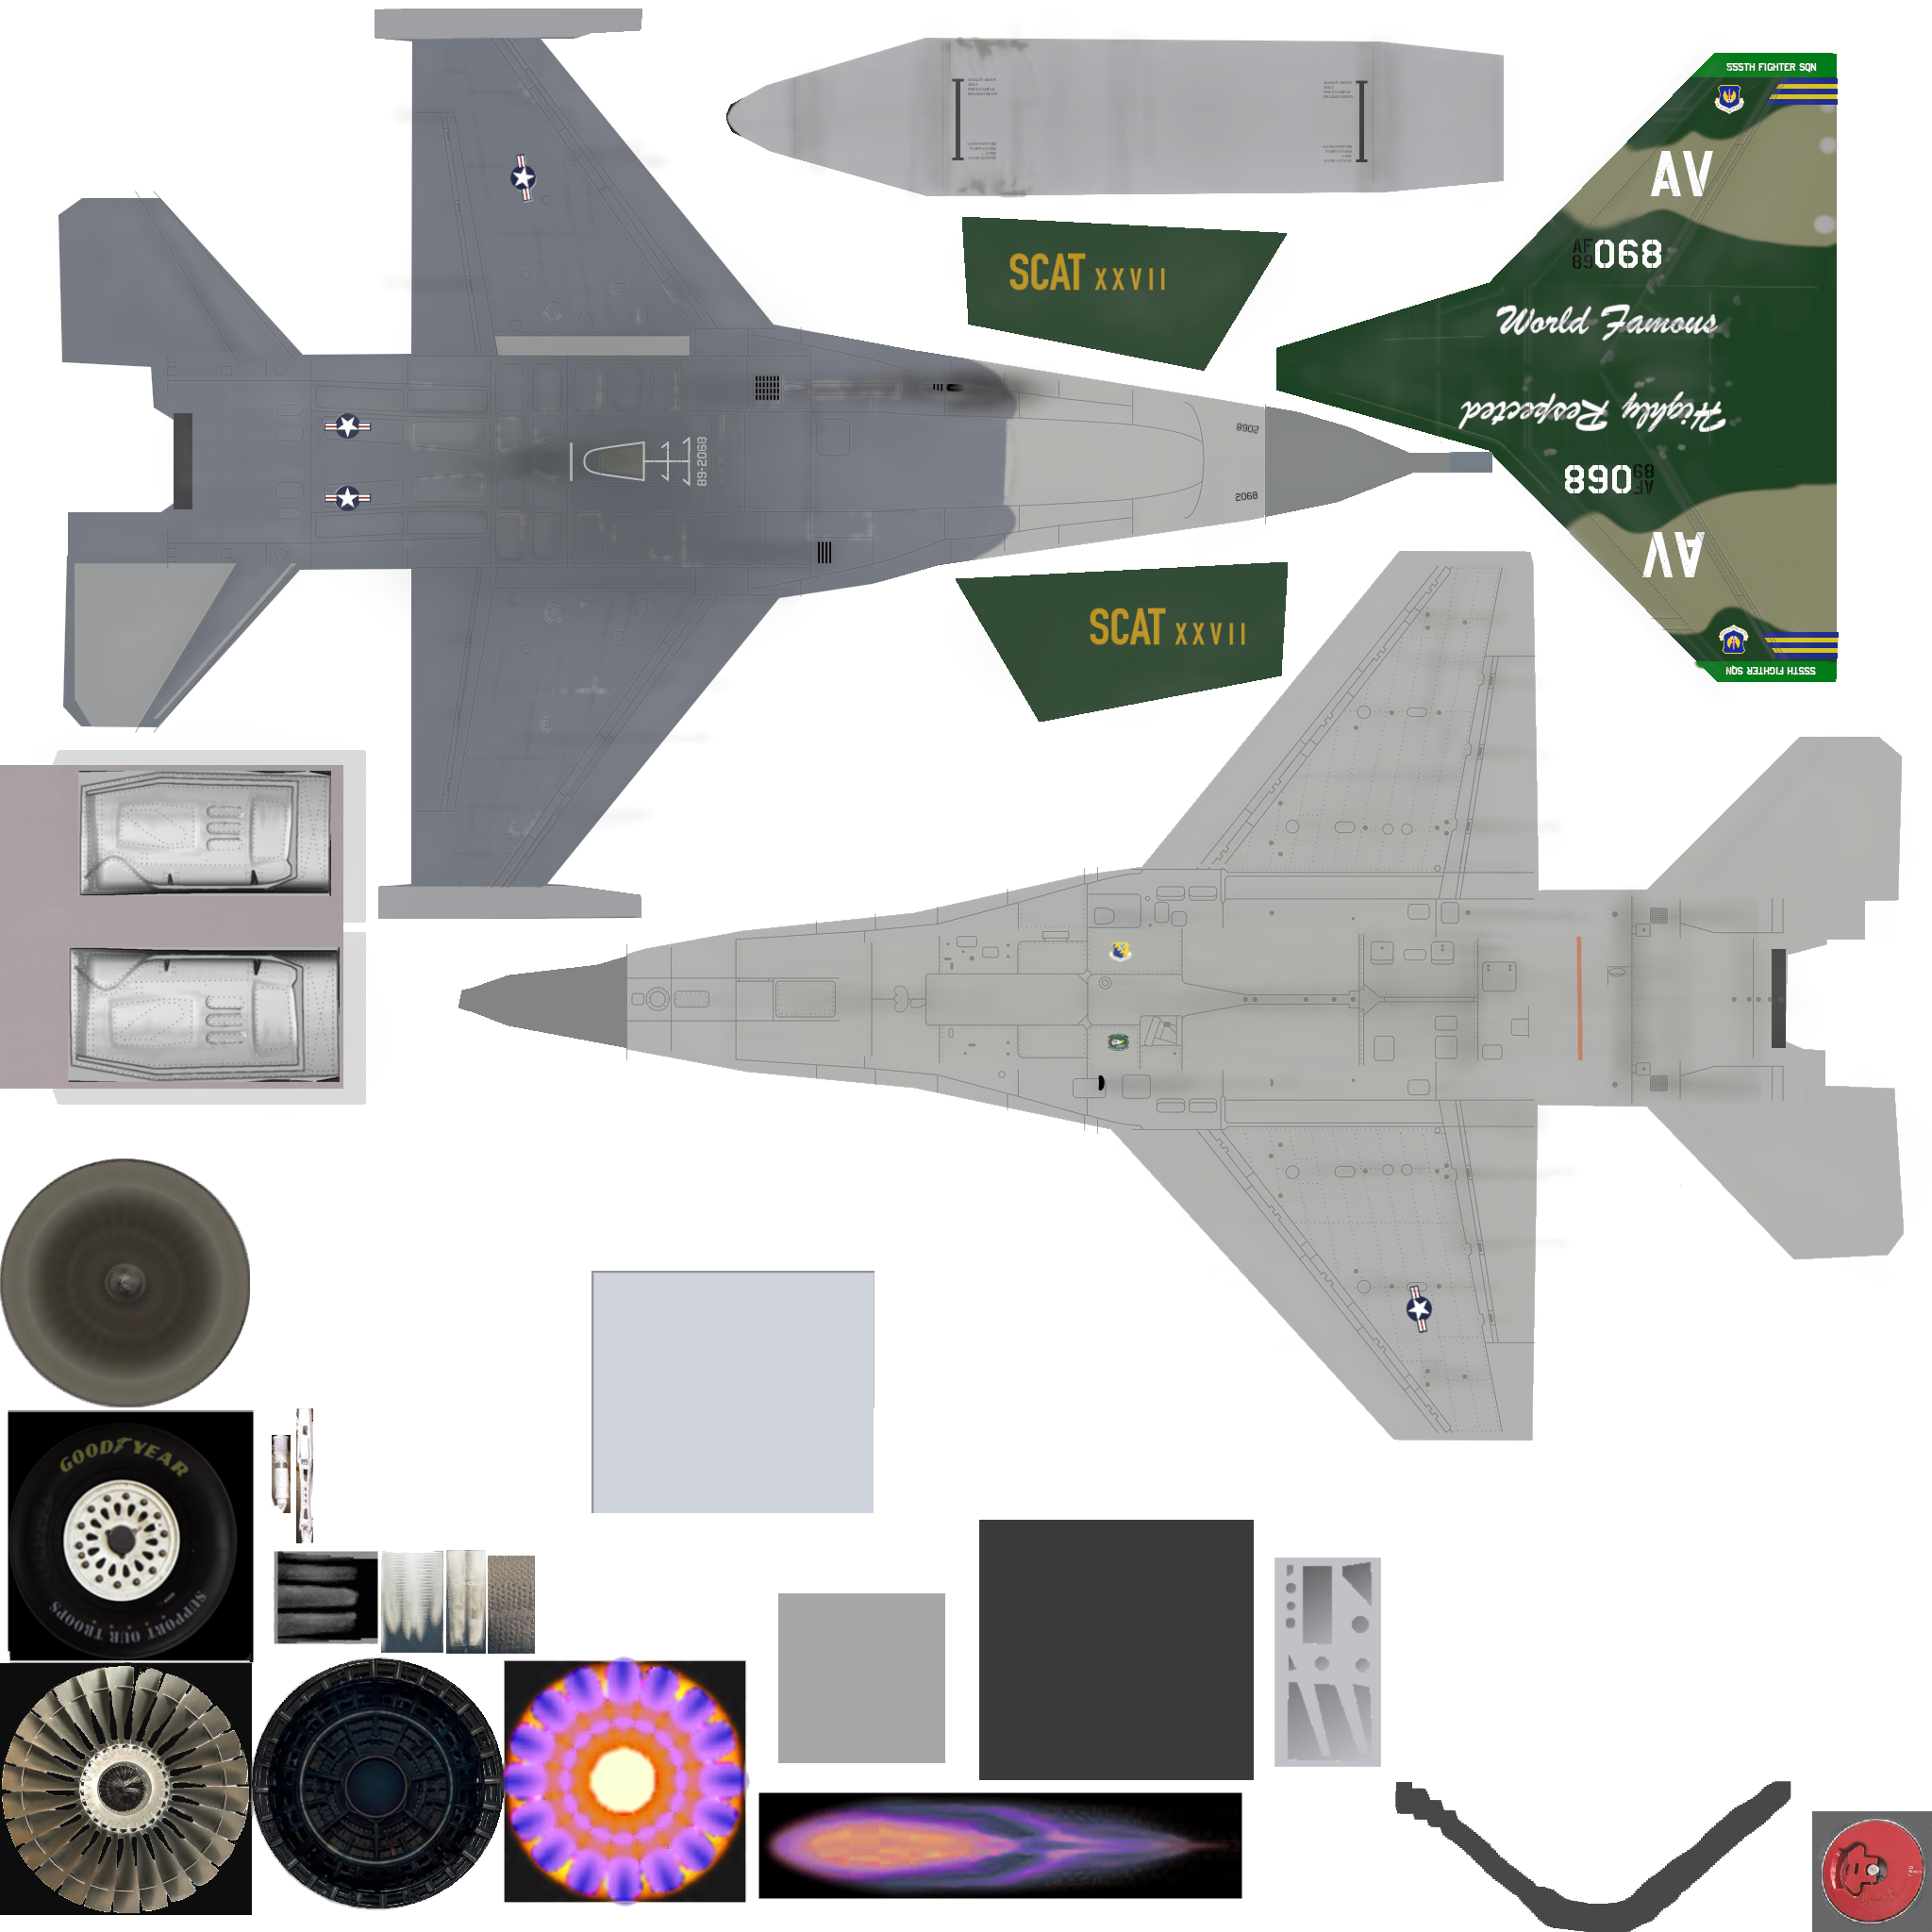 555TH FIGHTER SQN
AV
AF
89
068
SCAT XXVII
World Famous
Highly Respected
2068
89-2068
2068
068
AF
89
AV
SCAT XXVII
555TH FIGHTER SQN
GOODYEAR
SUPPORT OUR TROOPS